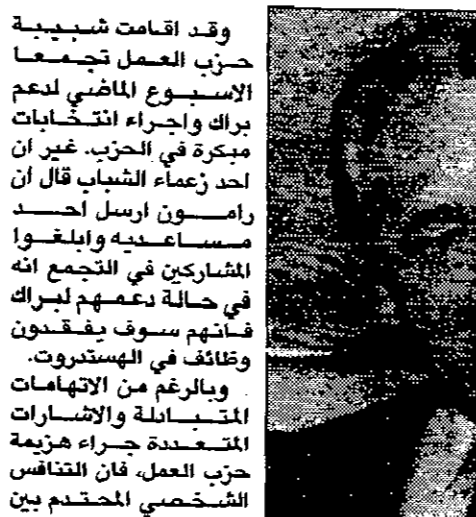 وقد اقامت شبيبة
حزب العمل تجمعا
الاسبوع الماضي لدعم
براك واجراء انتخابات
مبكرة في الحزب. غير ان
احد زعماء الشباب قال ان
رامون ارسل احد
مساعديه وابلغوا
المشاركين في التجمع انه
في حالة دعمهم لبراك
فانهم سوف يفقدون
وظائف في الهستدروت.
وبالرغم من الاتهامات
المتبادلة والاشارات
المتعددة جراء هزيمة
حزب العمل، فان التنافس
الشخصي المحتدم بين